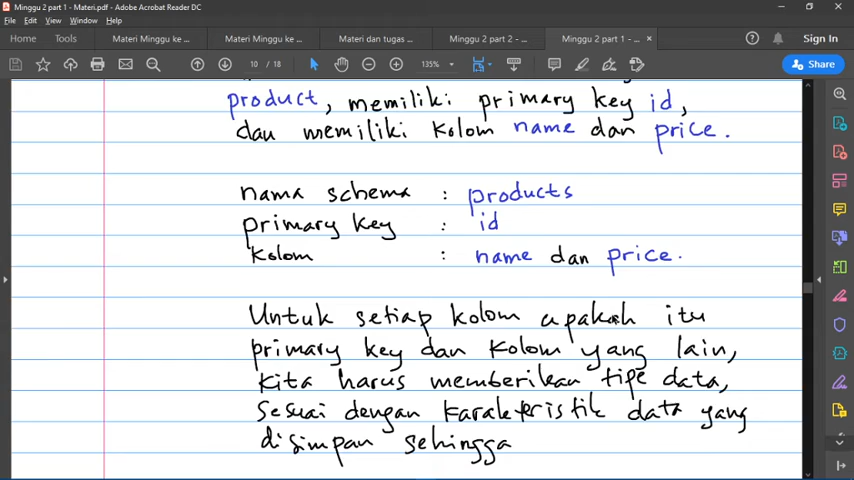 Minggu 2 part 1 - Materi.pdf - Adobe Acrobat Reader DC
File Edit View Sign Window Help
Home Tools Materi Minggu ke ... Materi Minggu ke ... Materi dan tugas ... Minggu 2 part 2 - ... Minggu 2 part 1 - ... Sign In
10 / 18 135% Share
product, memiliki primary key id,
dan memiliki kolom name dan price.
nama schema : products
primary key : id
kolom : name dan price.
Untuk setiap kolom apakah itu
primary key dan kolom yang lain,
kita harus memberikan tipe data,
sesuai dengan karakteristik data yang
disimpan sehingga